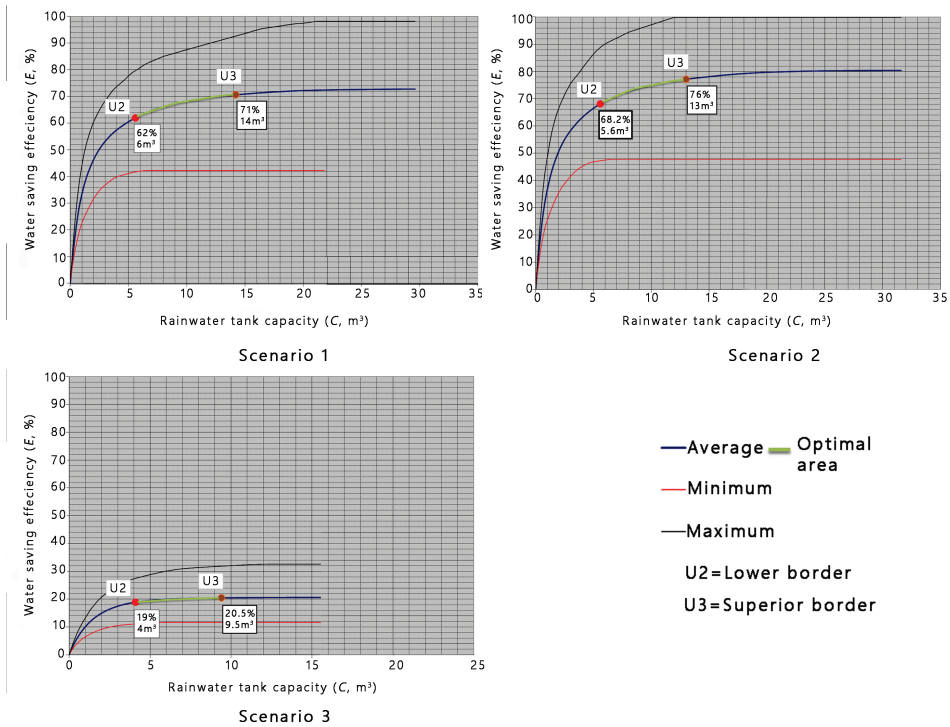 Water saving effeciency (E, %)
100
90
80
70
60
50
40
30
20
10
0
U2
U3
62%
6m³
71%
14m³
0
5
10
15
20
25
30
35
Rainwater tank capacity (C, m³)
Scenario 1
Water saving effeciency (E, %)
100
90
80
70
60
50
40
30
20
10
0
U2
U3
68.2%
5.6m³
76%
13m³
0
5
10
15
20
25
30
35
Rainwater tank capacity (C, m³)
Scenario 2
Water saving effeciency (E, %)
100
90
80
70
60
50
40
30
20
10
0
U2
U3
19%
4m³
20.5%
9.5m³
0
5
10
15
20
25
Rainwater tank capacity (C, m³)
Scenario 3
Average
Optimal
area
Minimum
Maximum
U2=Lower border
U3=Superior border